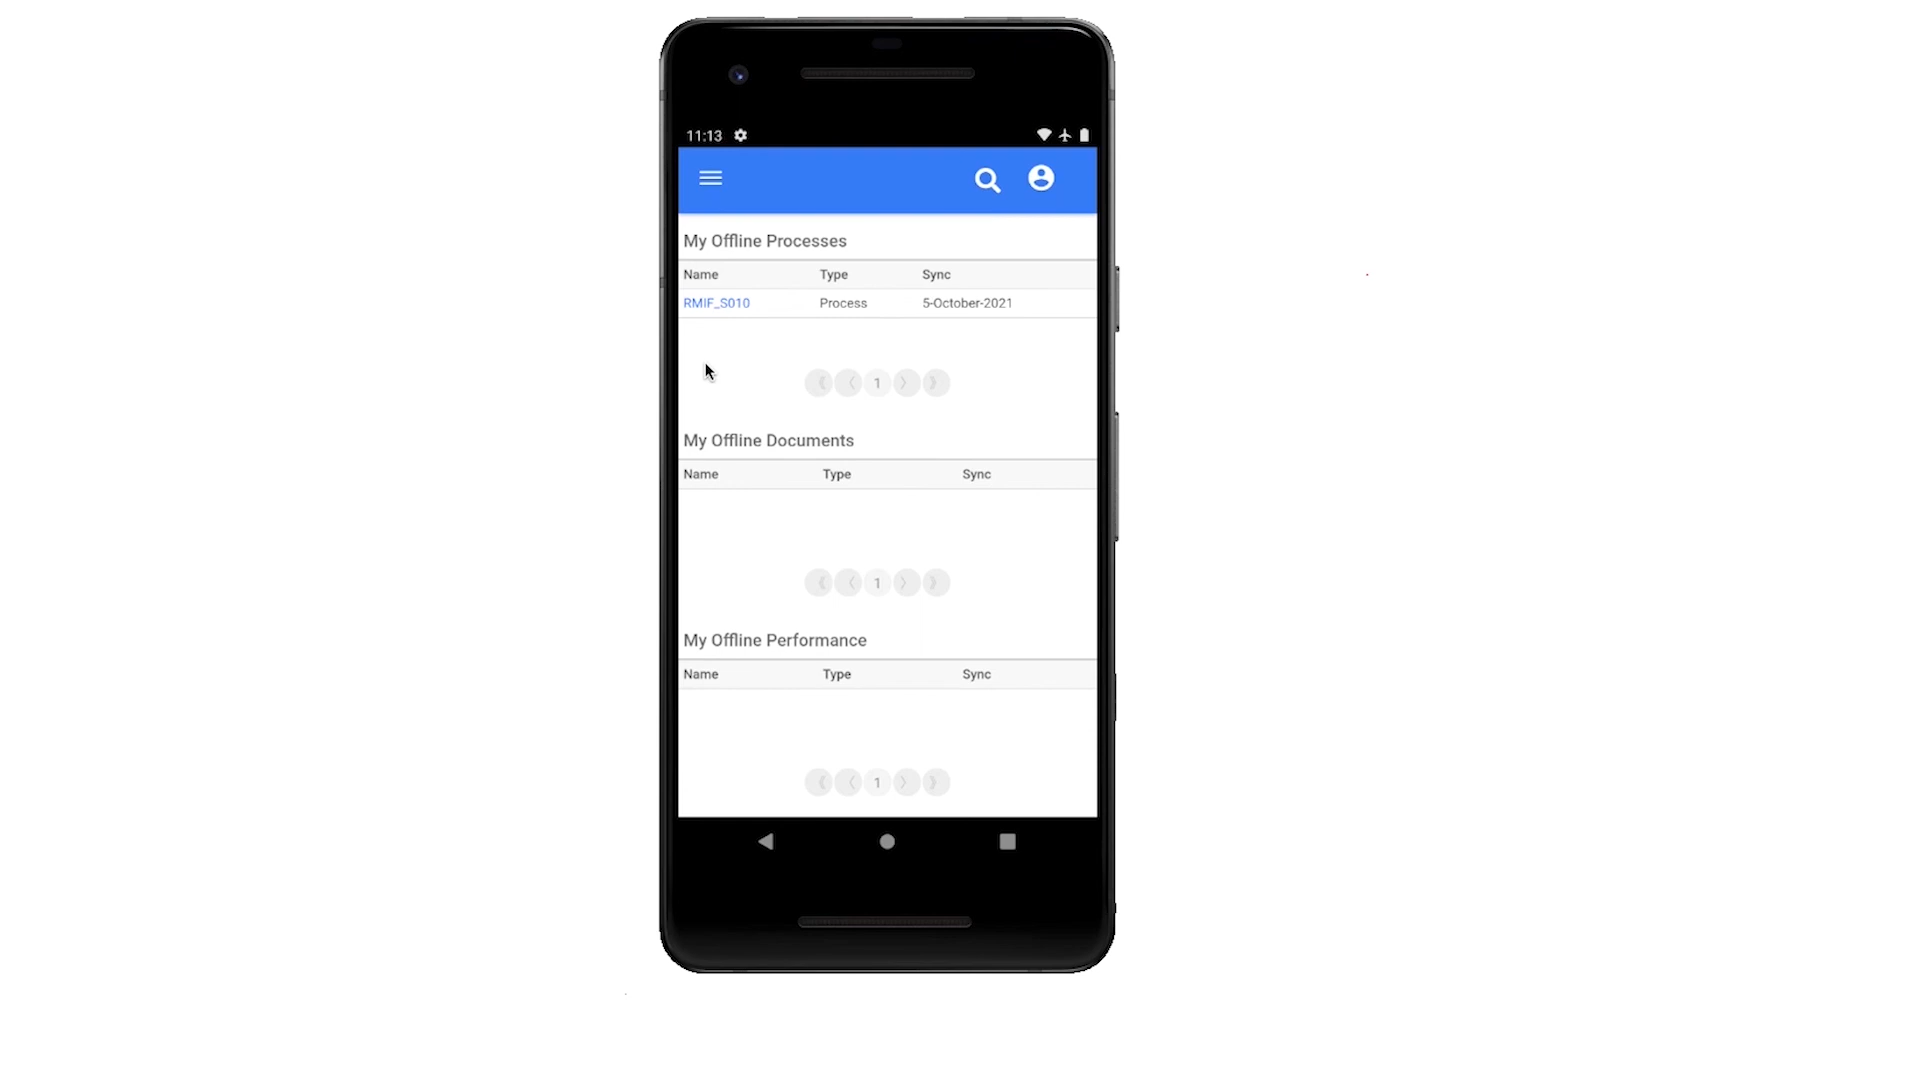 11:13
My Offline Processes
Name Type Sync
RMIF_S010 Process 5-October-2021
1
My Offline Documents
Name Type Sync
1
My Offline Performance
Name Type Sync
1